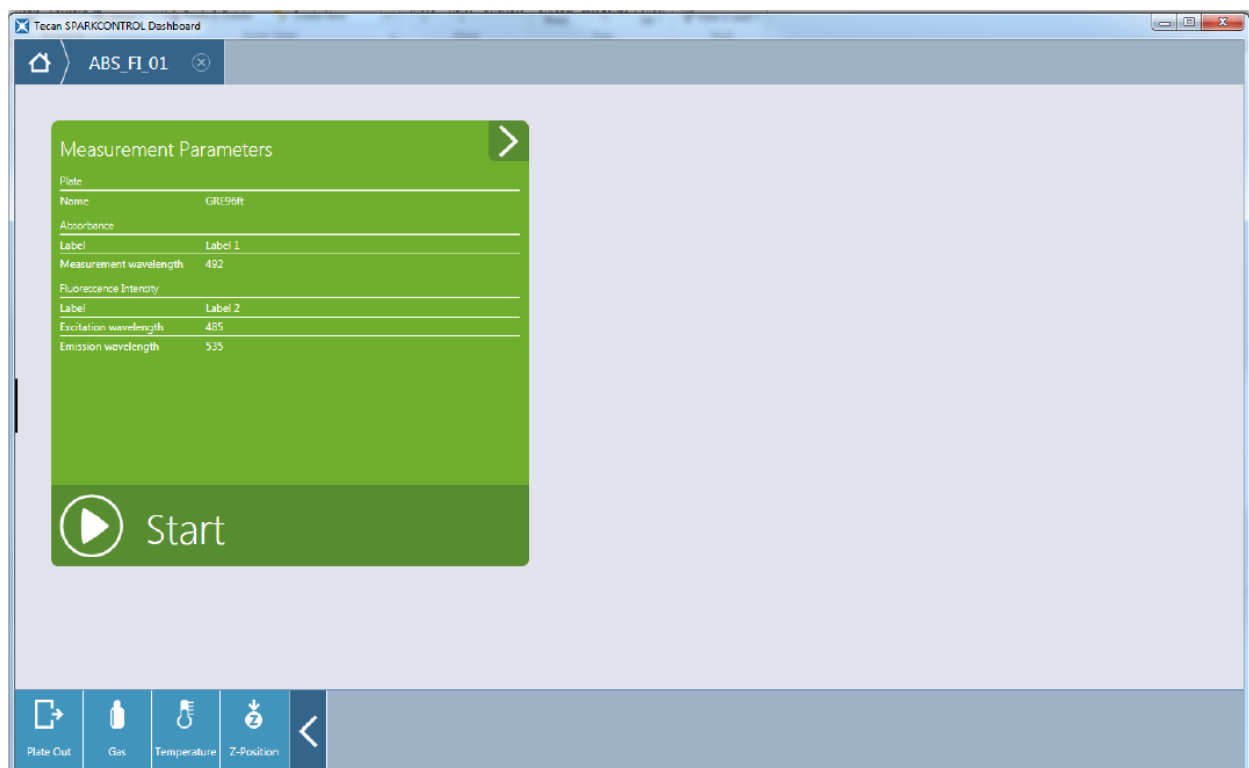 Tecan SPARKCONTROL Dashboard
ABS_FI_01
Measurement Parameters
Plate
Name GRE96ft
Absorbance
Label Label 1
Measurement wavelength 492
Fluorescence Intensity
Label Label 2
Excitation wavelength 485
Emission wavelength 535
Start
Plate Out Gas Temperature Z-Position